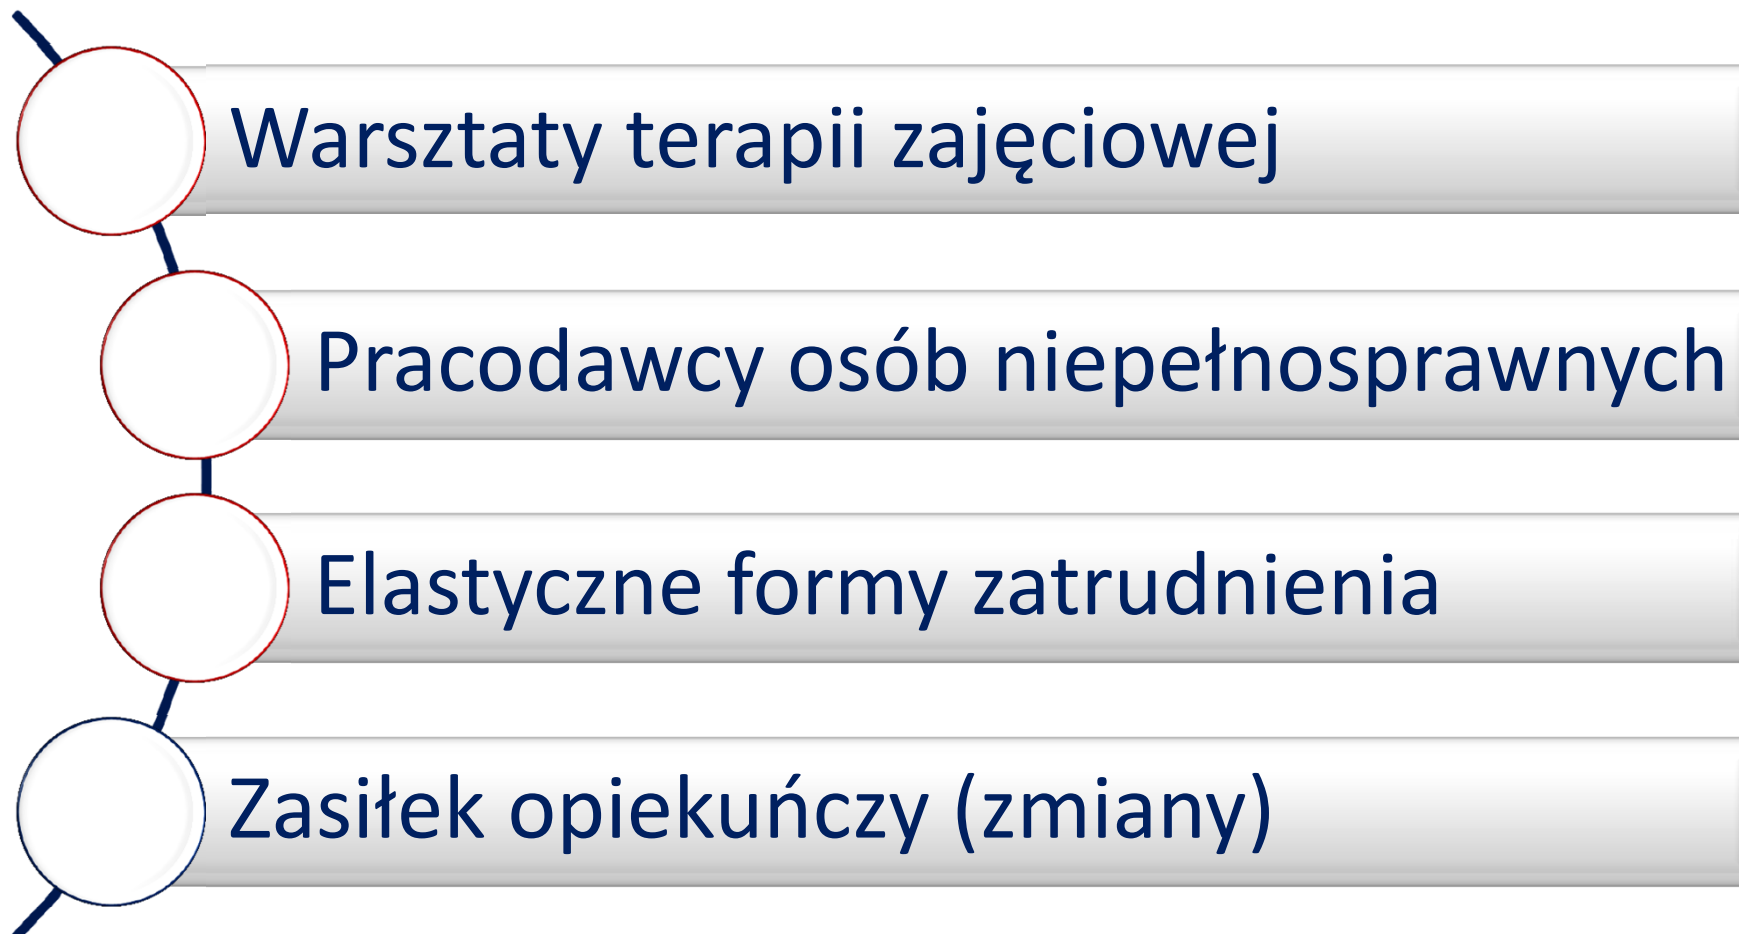 Warsztaty terapii zajęciowej
Pracodawcy osób niepełnosprawnych
Elastyczne formy zatrudnienia
Zasiłek opiekuńczy (zmiany)